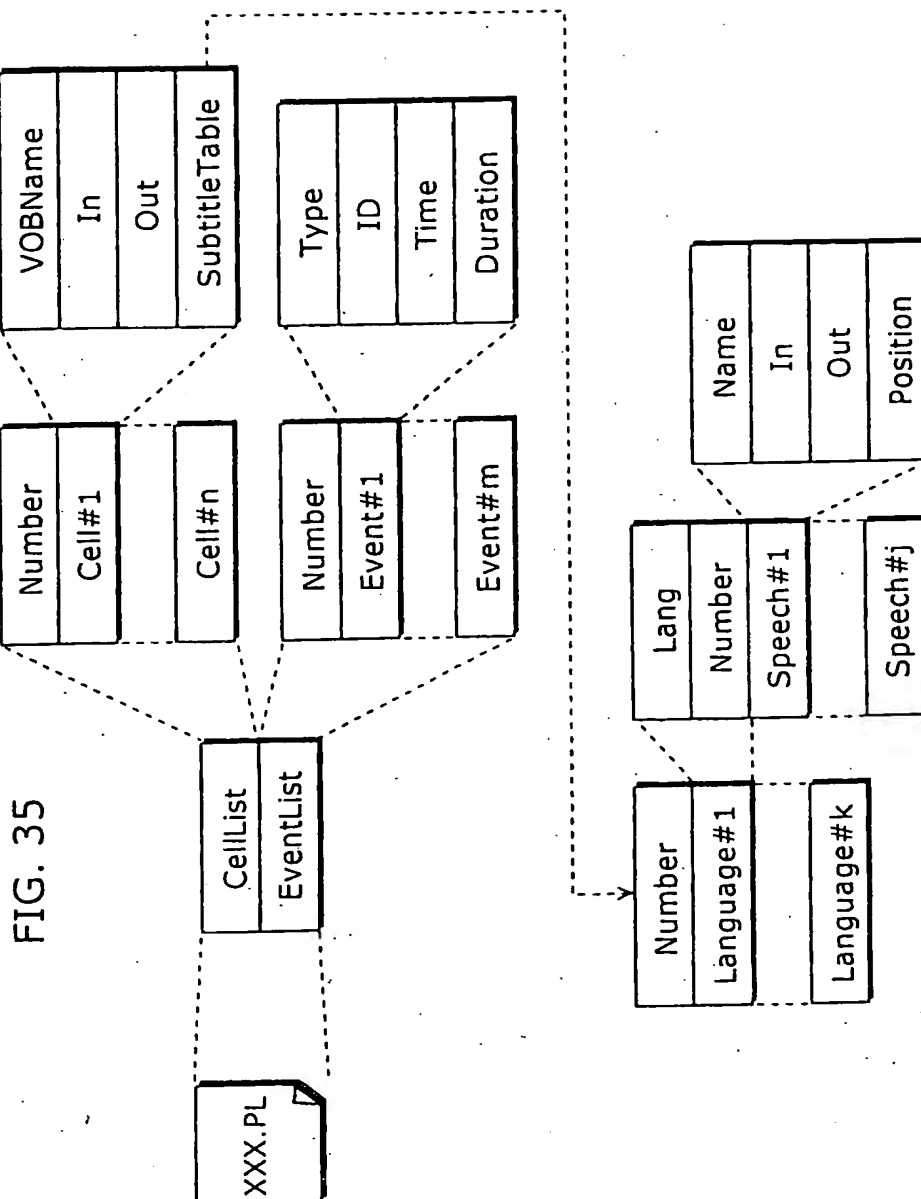 FIG. 35
XXX.PL
CellList
EventList
Number
Cell#1
Cell#n
Number
Event#1
Event#m
VOBName
In
Out
SubtitleTable
Type
ID
Time
Duration
Number
Language#1
Language#k
Lang
Number
Speech#1
Speech#j
Name
In
Out
Position